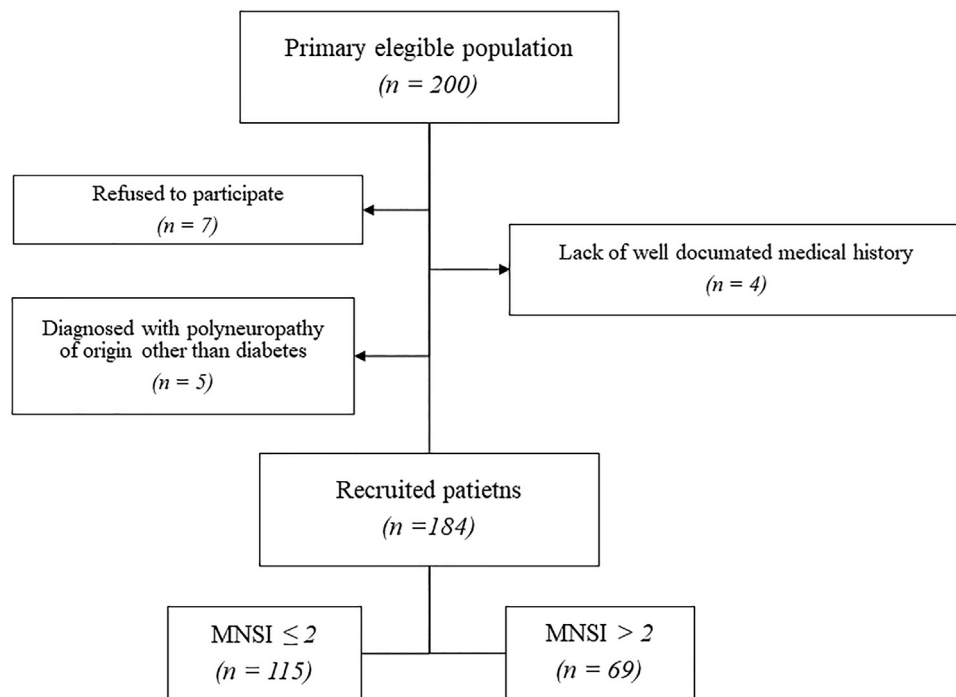 Primary elegible population
(n = 200)
Refused to participate
(n = 7)
Lack of well documated medical history
(n = 4)
Diagnosed with polyneuropathy
of origin other than diabetes
(n = 5)
Recruited patietns
(n =184)
MNSI ≤ 2
(n = 115)
MNSI > 2
(n = 69)